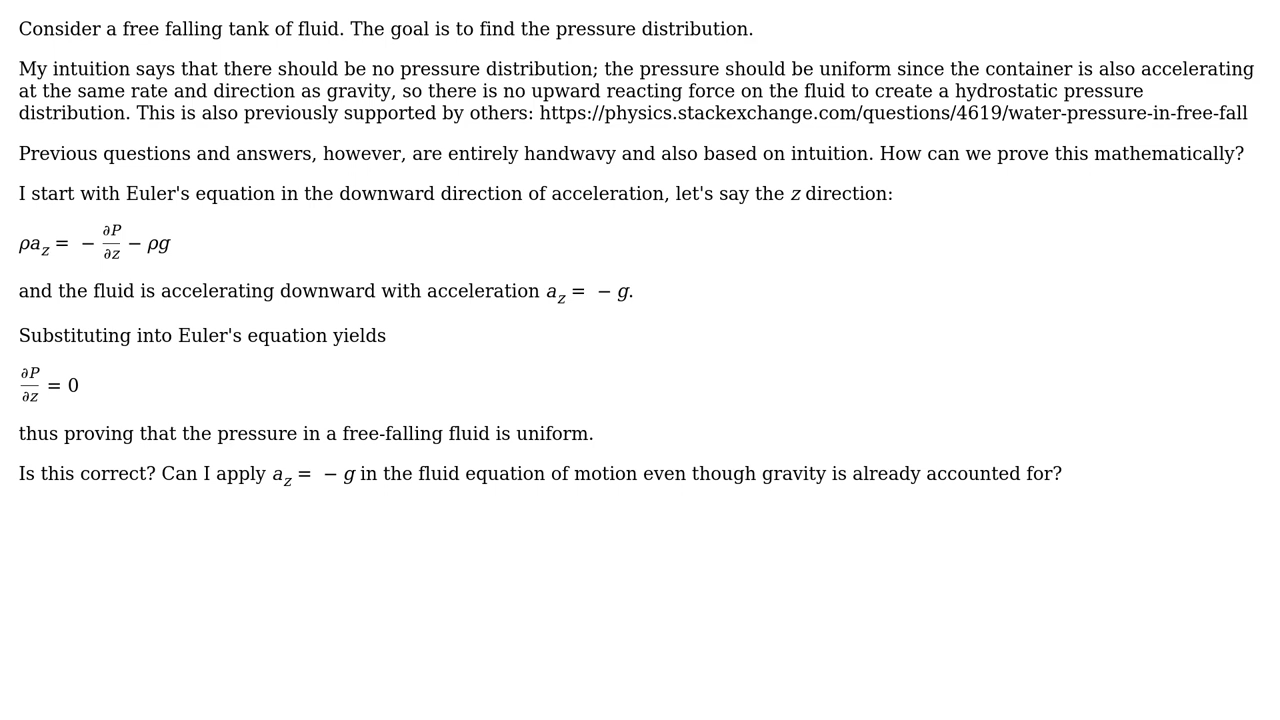 Consider a free falling tank of fluid. The goal is to find the pressure distribution.
My intuition says that there should be no pressure distribution; the pressure should be uniform since the container is also accelerating
at the same rate and direction as gravity, so there is no upward reacting force on the fluid to create a hydrostatic pressure
distribution. This is also previously supported by others: https://physics.stackexchange.com/questions/4619/water-pressure-in-free-fall
Previous questions and answers, however, are entirely handwavy and also based on intuition. How can we prove this mathematically?
I start with Euler's equation in the downward direction of acceleration, let's say the z direction:
ρa_z = − ∂P/∂z − ρg
and the fluid is accelerating downward with acceleration a_z = − g.
Substituting into Euler's equation yields
∂P/∂z = 0
thus proving that the pressure in a free-falling fluid is uniform.
Is this correct? Can I apply a_z = − g in the fluid equation of motion even though gravity is already accounted for?